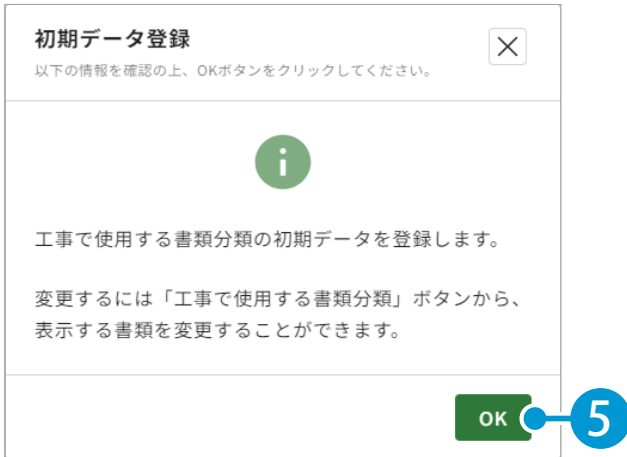 初期データ登録
以下の情報を確認の上、OKボタンをクリックしてください。
工事で使用する書類分類の初期データを登録します。
変更するには「工事で使用する書類分類」ボタンから、
表示する書類を変更することができます。
OK
5